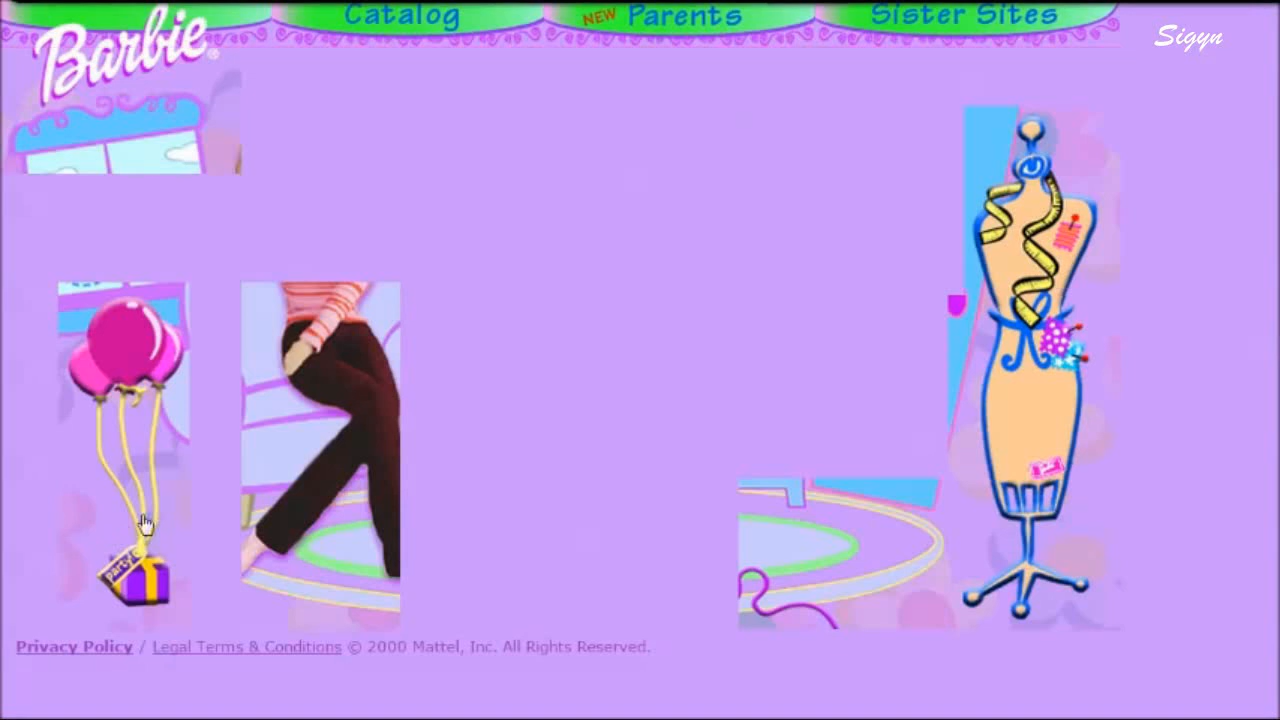 Barbie®
Catalog
NEW Parents
Sister Sites
Sigyn
Party
Privacy Policy / Legal Terms & Conditions © 2000 Mattel, Inc. All Rights Reserved.